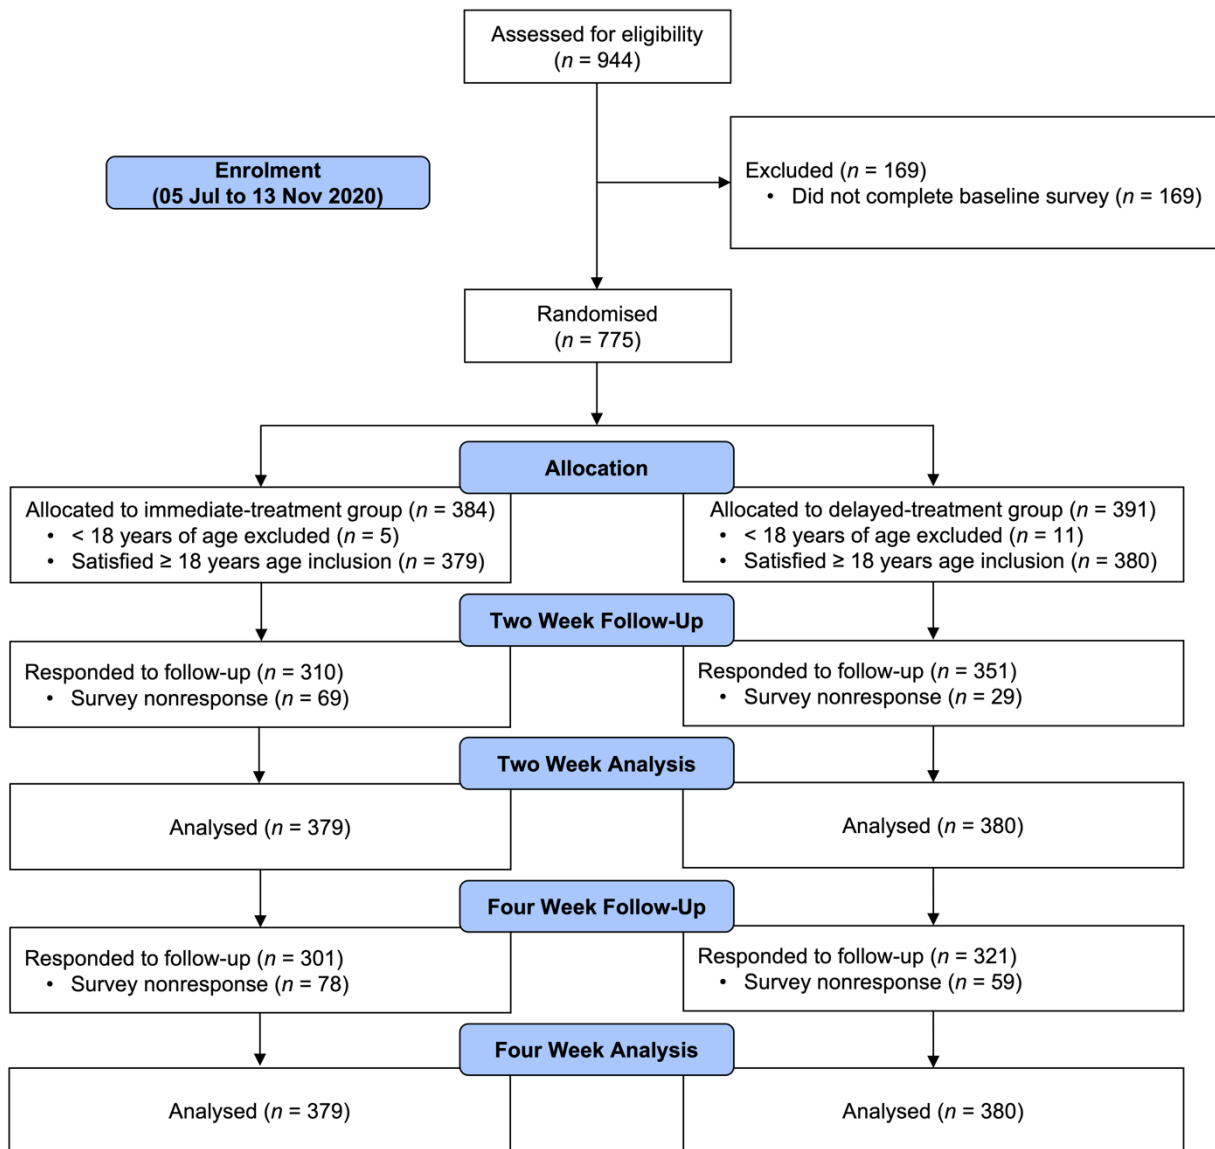 Assessed for eligibility
(n = 944)
Enrolment
(05 Jul to 13 Nov 2020)
Excluded (n = 169)
• Did not complete baseline survey (n = 169)
Randomised
(n = 775)
Allocation
Allocated to immediate-treatment group (n = 384)
• < 18 years of age excluded (n = 5)
• Satisfied ≥ 18 years age inclusion (n = 379)
Allocated to delayed-treatment group (n = 391)
• < 18 years of age excluded (n = 11)
• Satisfied ≥ 18 years age inclusion (n = 380)
Two Week Follow-Up
Responded to follow-up (n = 310)
• Survey nonresponse (n = 69)
Responded to follow-up (n = 351)
• Survey nonresponse (n = 29)
Two Week Analysis
Analysed (n = 379)
Analysed (n = 380)
Four Week Follow-Up
Responded to follow-up (n = 301)
• Survey nonresponse (n = 78)
Responded to follow-up (n = 321)
• Survey nonresponse (n = 59)
Four Week Analysis
Analysed (n = 379)
Analysed (n = 380)